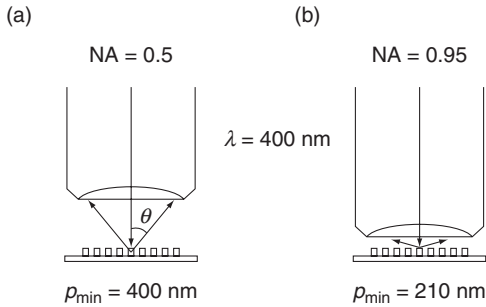 (a)
NA = 0.5
θ
p_min = 400 nm
λ = 400 nm
(b)
NA = 0.95
p_min = 210 nm